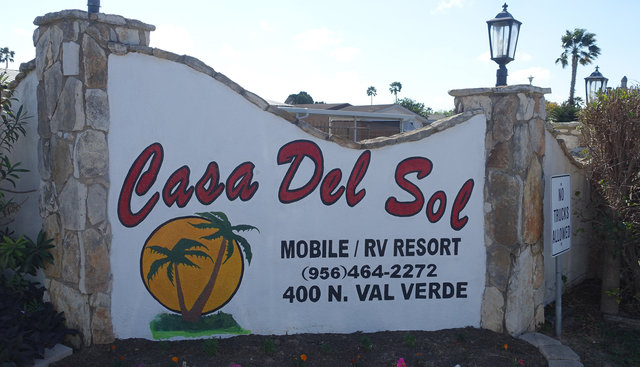 Casa Del Sol
MOBILE / RV RESORT
(956)464-2272
400 N. VAL VERDE
NO
TRUCKS
ALLOWED